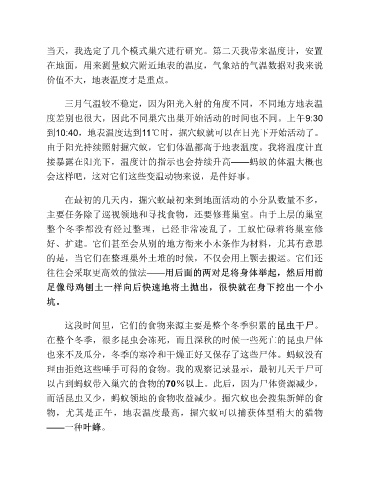 当天，我选定了几个模式巢穴进行研究。第二天我带来温度计，安置
在地面，用来测量蚁穴附近地表的温度，气象站的气温数据对我来说
价值不大，地表温度才是重点。
三月气温较不稳定，因为阳光入射的角度不同，不同地方地表温
度差别也很大，因此不同巢穴出巢开始活动的时间也不同。上午9:30
到10:40，地表温度达到11℃时，掘穴蚁就可以在日光下开始活动了。
由于阳光持续照射掘穴蚁，它们体温都高于地表温度。我将温度计直
接暴露在阳光下，温度计的指示也会持续升高——蚂蚁的体温大概也
会这样吧，这对它们这些变温动物来说，是件好事。
在最初的几天内，掘穴蚁最初来到地面活动的小分队数量不多，
主要任务除了巡视领地和寻找食物，还要修葺巢室。由于上层的巢室
整个冬季都没有经过整理，已经非常凌乱了，工蚁忙碌着将巢室修
好、扩建。它们甚至会从别的地方衔来小木条作为材料，尤其有意思
的是，当它们在整理巢外土堆的时候，不仅会用上颚去搬运。它们还
往往会采取更高效的做法——用后面的两对足将身体举起，然后用前
足像母鸡刨土一样向后快速地将土抛出，很快就在身下挖出一个小
坑。
这段时间里，它们的食物来源主要是整个冬季积累的昆虫干尸。
在整个冬季，很多昆虫会冻死，而且深秋的时候一些死亡的昆虫尸体
也来不及瓜分，冬季的寒冷和干燥正好又保存了这些尸体。蚂蚁没有
理由拒绝这些唾手可得的食物。我的观察记录显示，最初几天干尸可
以占到蚂蚁带入巢穴的食物的70%以上。此后，因为尸体资源减少，
而活昆虫又少，蚂蚁领地的食物收益减少。掘穴蚁也会搜集新鲜的食
物，尤其是正午，地表温度最高，掘穴蚁可以捕获体型稍大的猎物
——一种叶蜂。